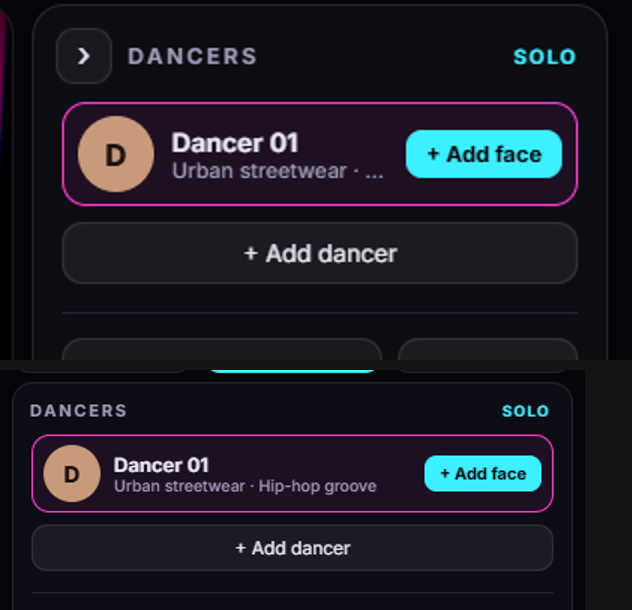 DANCERS SOLO
D Dancer 01 + Add face
Urban streetwear · ...
+ Add dancer
DANCERS SOLO
D Dancer 01 + Add face
Urban streetwear · Hip-hop groove
+ Add dancer